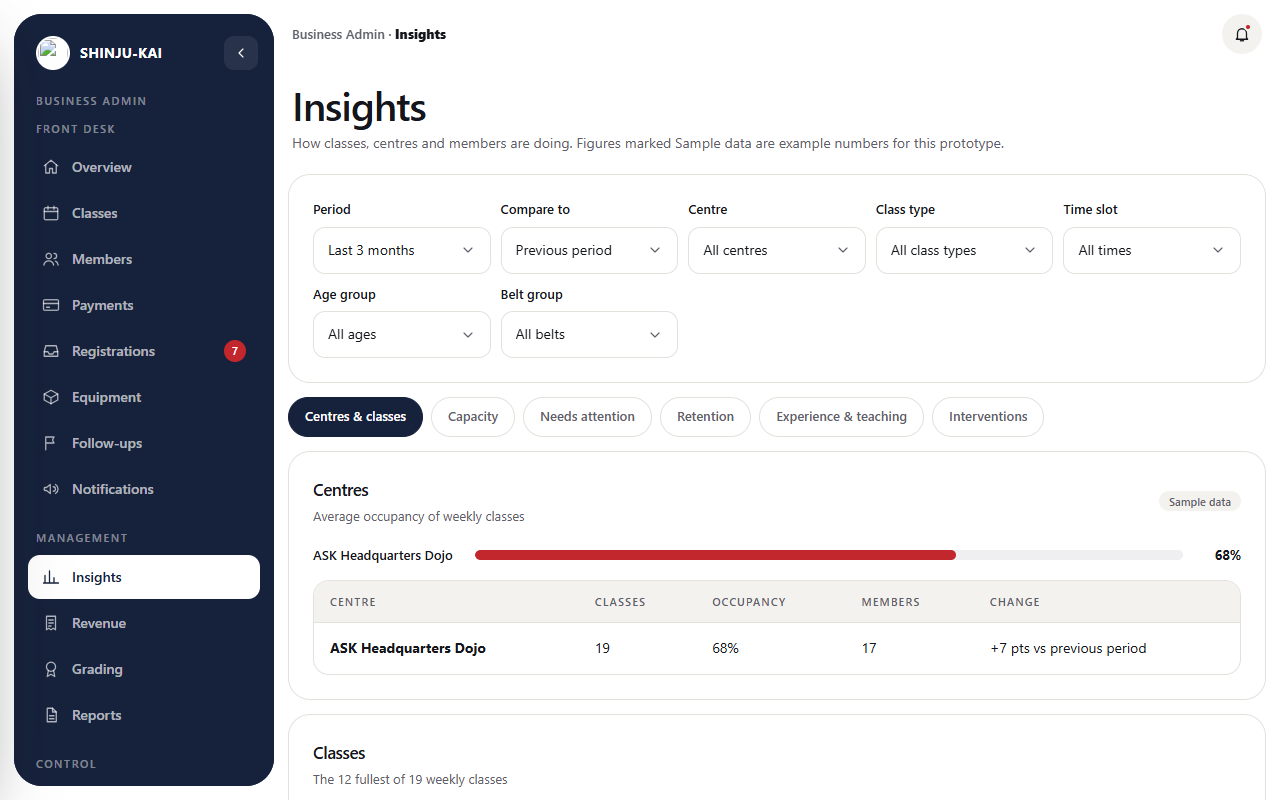 SHINJU-KAI
BUSINESS ADMIN
FRONT DESK
Overview
Classes
Members
Payments
Registrations 7
Equipment
Follow-ups
Notifications
MANAGEMENT
Insights
Revenue
Grading
Reports
CONTROL
Business Admin · Insights
Insights
How classes, centres and members are doing. Figures marked Sample data are example numbers for this prototype.
Period Compare to Centre Class type Time slot
Last 3 months Previous period All centres All class types All times
Age group Belt group
All ages All belts
Centres & classes Capacity Needs attention Retention Experience & teaching Interventions
Centres
Average occupancy of weekly classes
Sample data
ASK Headquarters Dojo 68%
CENTRE CLASSES OCCUPANCY MEMBERS CHANGE
ASK Headquarters Dojo 19 68% 17 +7 pts vs previous period
Classes
The 12 fullest of 19 weekly classes